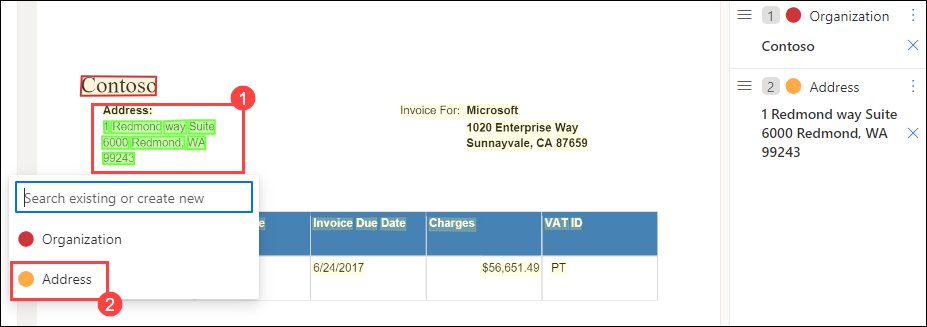 Contoso
Address:
1 Redmond way Suite
6000 Redmond, WA
99243
1
Invoice For: Microsoft
1020 Enterprise Way
Sunnayvale, CA 87659
Search existing or create new
Organization
Address
2
e Invoice Due Date Charges VAT ID
6/24/2017 $56,651.49 PT
1 Organization
Contoso
2 Address
1 Redmond way Suite
6000 Redmond, WA
99243